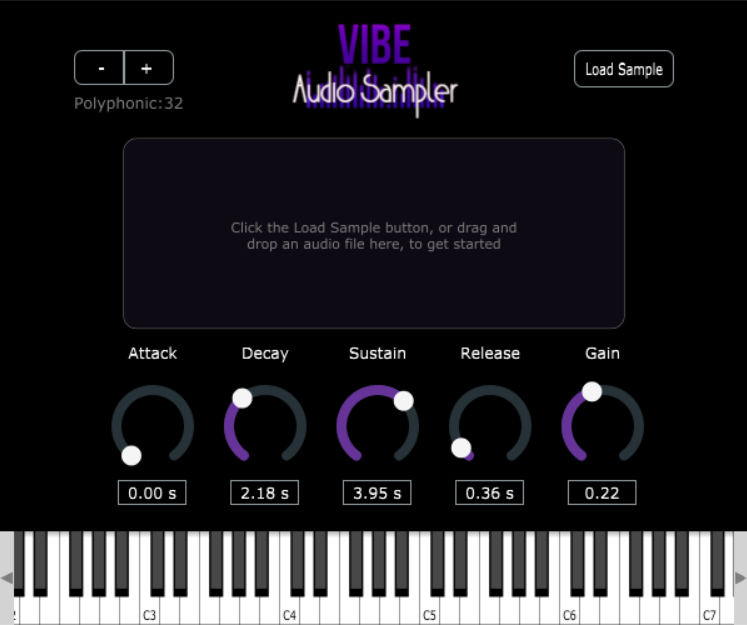 VIBE
Audio Sampler
- +
Polyphonic:32
Load Sample
Click the Load Sample button, or drag and
drop an audio file here, to get started
Attack Decay Sustain Release Gain
0.00 s 2.18 s 3.95 s 0.36 s 0.22
C3 C4 C5 C6 C7